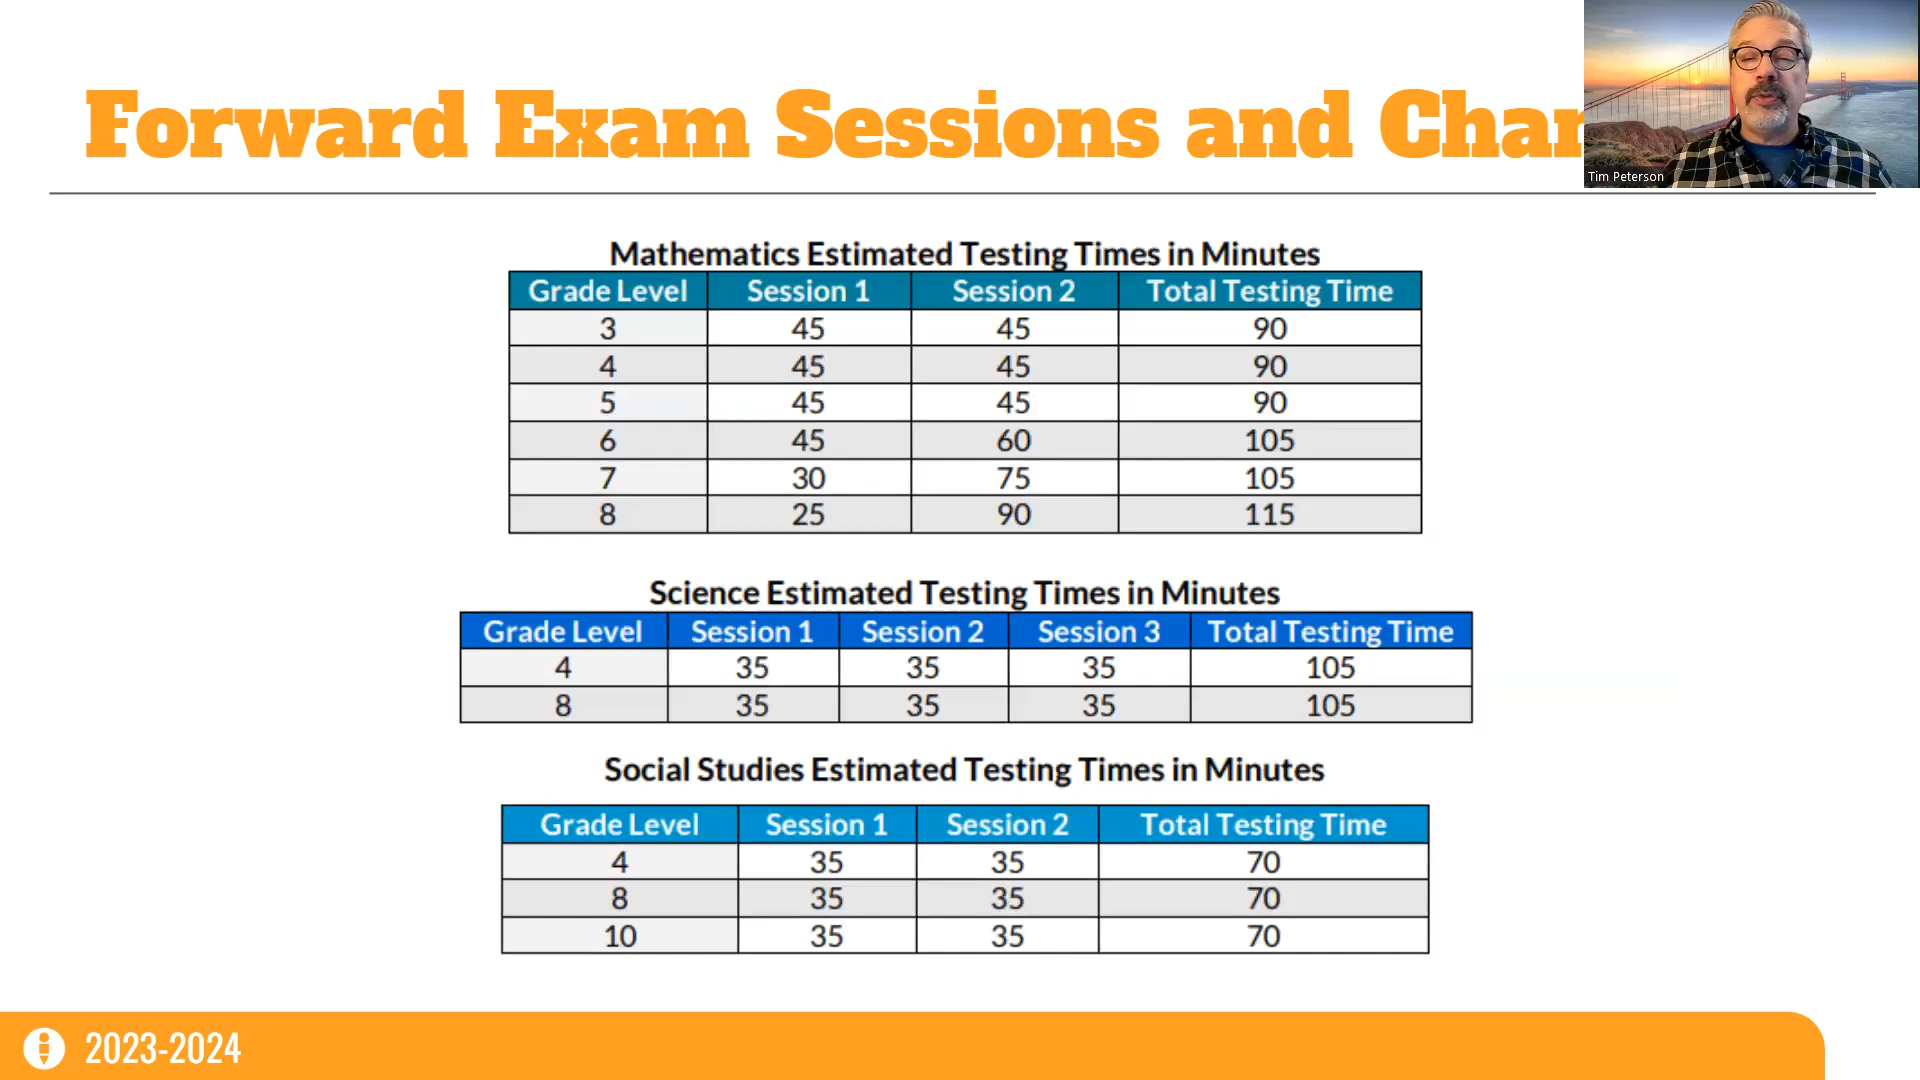 Forward Exam Sessions and
Tim Peterson
Mathematics Estimated Testing Times in Minutes
Grade Level Session 1 Session 2 Total Testing Time
3 45 45 90
4 45 45 90
5 45 45 90
6 45 60 105
7 30 75 105
8 25 90 115
Science Estimated Testing Times in Minutes
Grade Level Session 1 Session 2 Session 3 Total Testing Time
4 35 35 35 105
8 35 35 35 105
Social Studies Estimated Testing Times in Minutes
Grade Level Session 1 Session 2 Total Testing Time
4 35 35 70
8 35 35 70
10 35 35 70
2023-2024